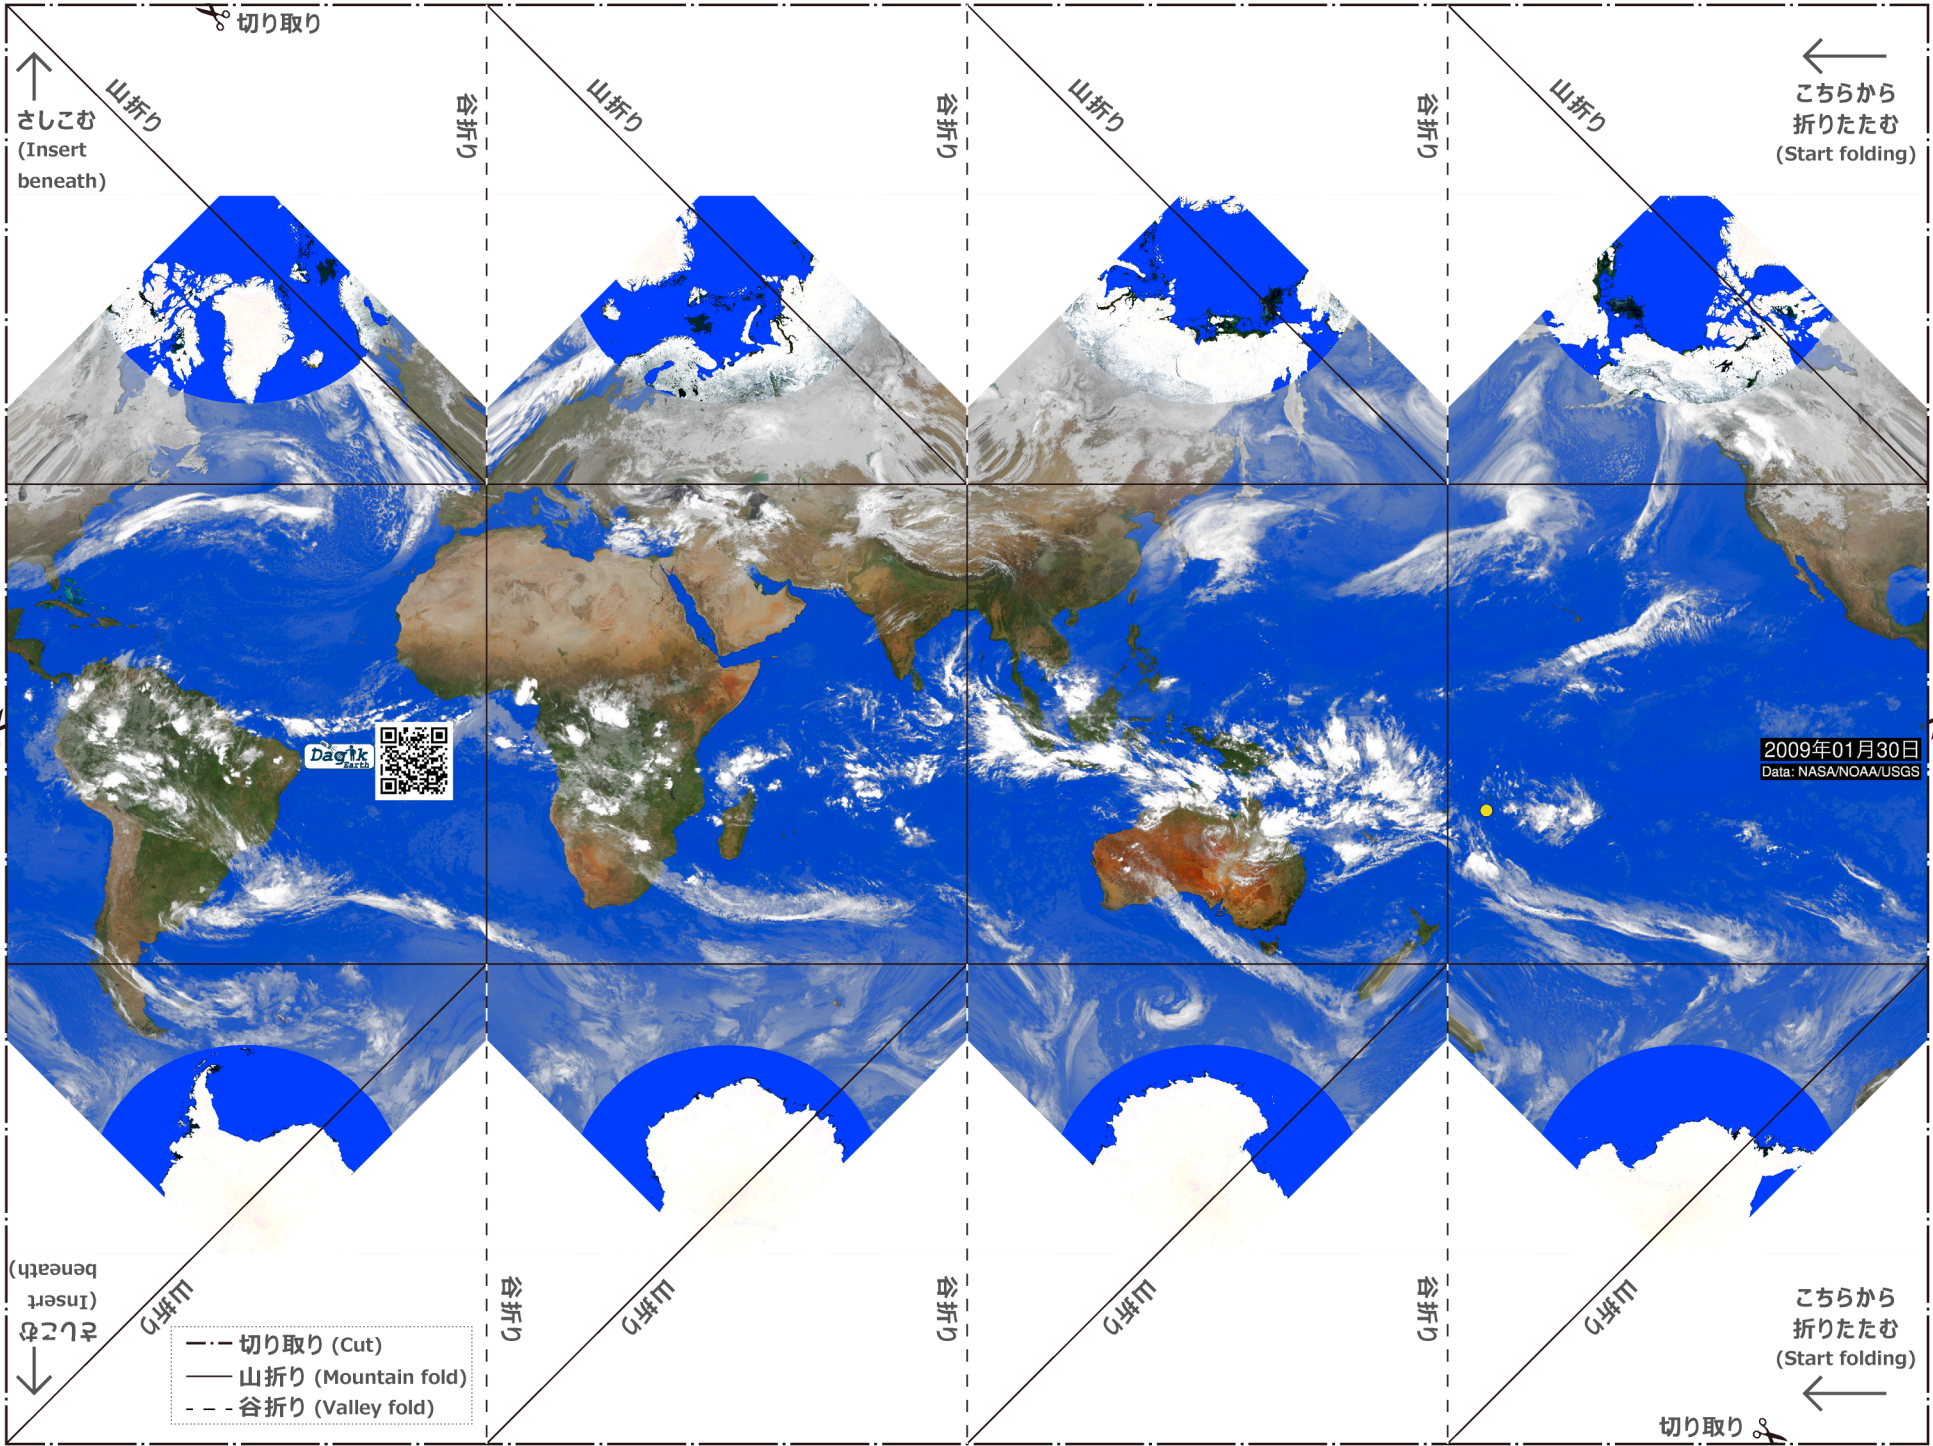 切り取り
山折り
谷折り
山折り
谷折り
山折り
谷折り
山折り
さしこむ
(Insert
beneath)
こちらから
折りたたむ
(Start folding)
Dagik
Earth
2009年01月30日
Data: NASA/NOAA/USGS
さしこむ
(Insert
beneath)
山折り
谷折り
山折り
谷折り
山折り
谷折り
山折り
切り取り (Cut)
山折り (Mountain fold)
谷折り (Valley fold)
こちらから
折りたたむ
(Start folding)
切り取り